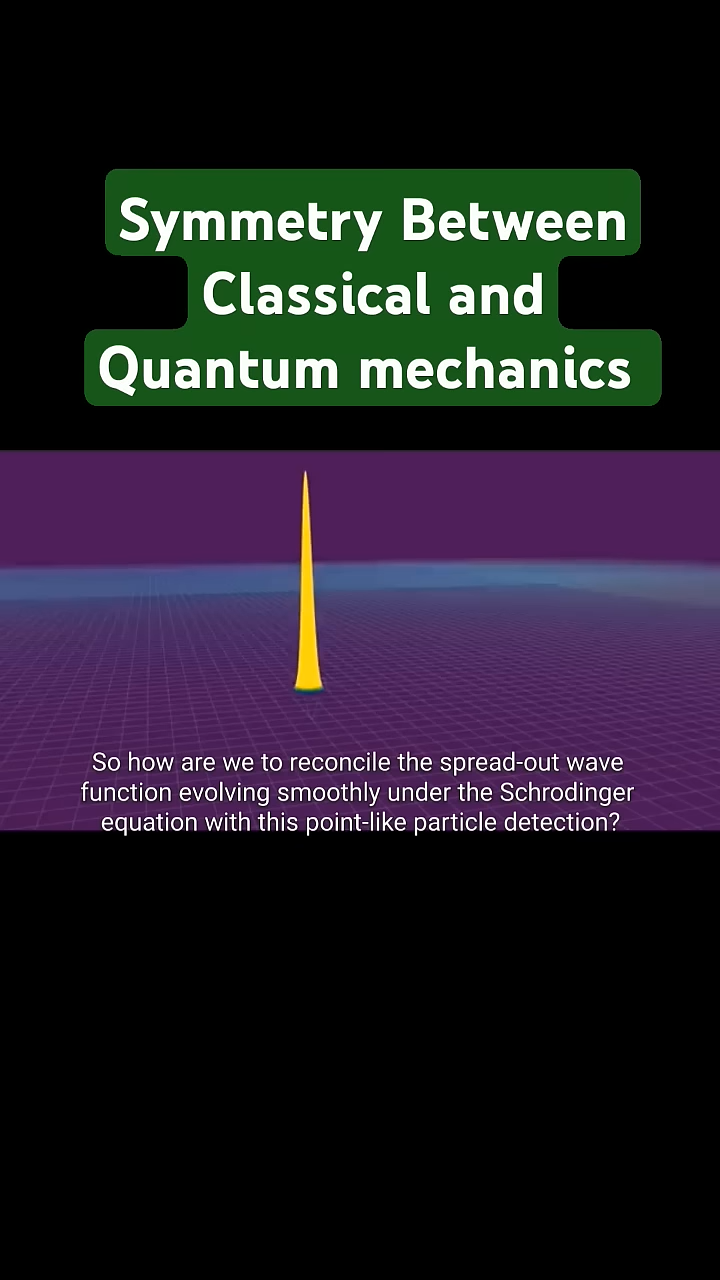 Symmetry Between
Classical and
Quantum mechanics
So how are we to reconcile the spread-out wave
function evolving smoothly under the Schrodinger
equation with this point-like particle detection?